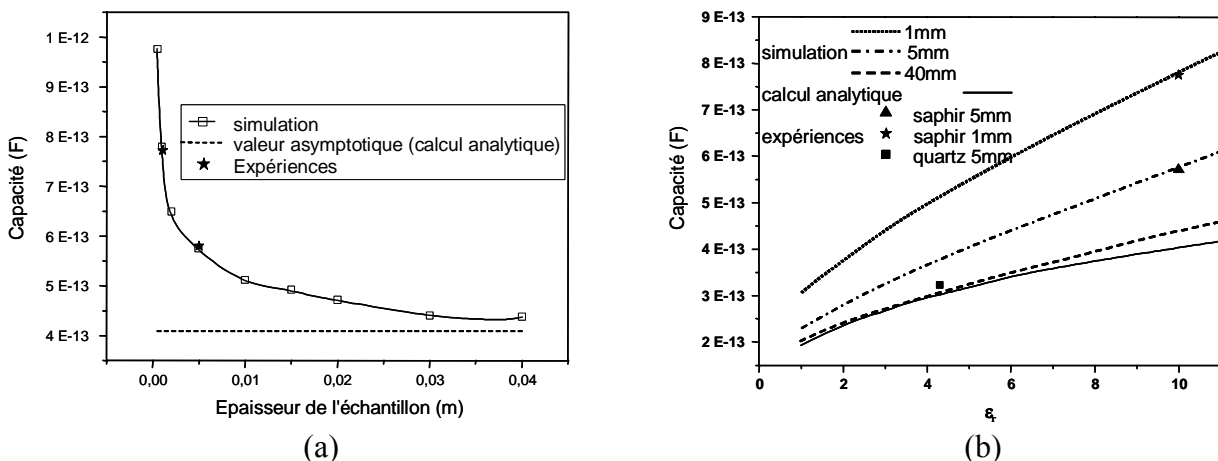 1 E-12
9 E-13
8 E-13
7 E-13
6 E-13
5 E-13
4 E-13
Capacité (F)
simulation
valeur asymptotique (calcul analytique)
Expériences
0,00 0,01 0,02 0,03 0,04
Epaisseur de l'échantillon (m)
(a)
9 E-13
8 E-13
7 E-13
6 E-13
5 E-13
4 E-13
3 E-13
2 E-13
Capacité (F)
1mm
simulation 5mm
40mm
calcul analytique
saphir 5mm
expériences saphir 1mm
quartz 5mm
0 2 4 6 8 10
εr
(b)